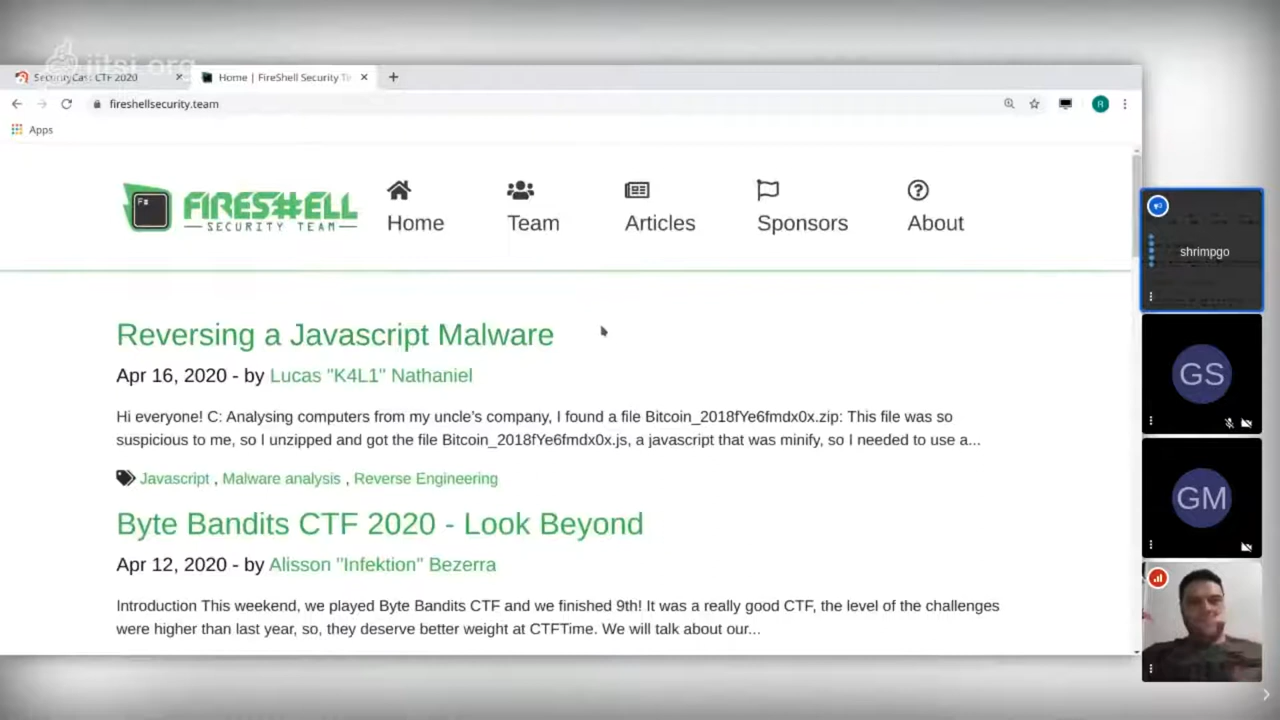 jitsi.org
SecurityCast CTF 2020
Home | FireShell Security Te
fireshellsecurity.team
R
Apps
F#
FIRESHELL
SECURITY TEAM
Home
Team
Articles
Sponsors
About
Reversing a Javascript Malware
Apr 16, 2020 - by Lucas "K4L1" Nathaniel
Hi everyone! C: Analysing computers from my uncle's company, I found a file Bitcoin_2018fYe6fmdx0x.zip: This file was so
suspicious to me, so I unzipped and got the file Bitcoin_2018fYe6fmdx0x.js, a javascript that was minify, so I needed to use a...
Javascript , Malware analysis , Reverse Engineering
Byte Bandits CTF 2020 - Look Beyond
Apr 12, 2020 - by Alisson "Infektion" Bezerra
Introduction This weekend, we played Byte Bandits CTF and we finished 9th! It was a really good CTF, the level of the challenges
were higher than last year, so, they deserve better weight at CTFTime. We will talk about our...
shrimpgo
GS
GM